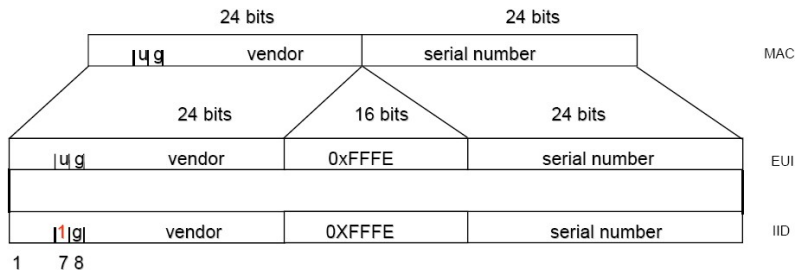 24 bits 24 bits
u g vendor serial number MAC
24 bits 16 bits 24 bits
u g vendor 0xFFFE serial number EUI
1 g vendor 0XFFFE serial number IID
1 7 8